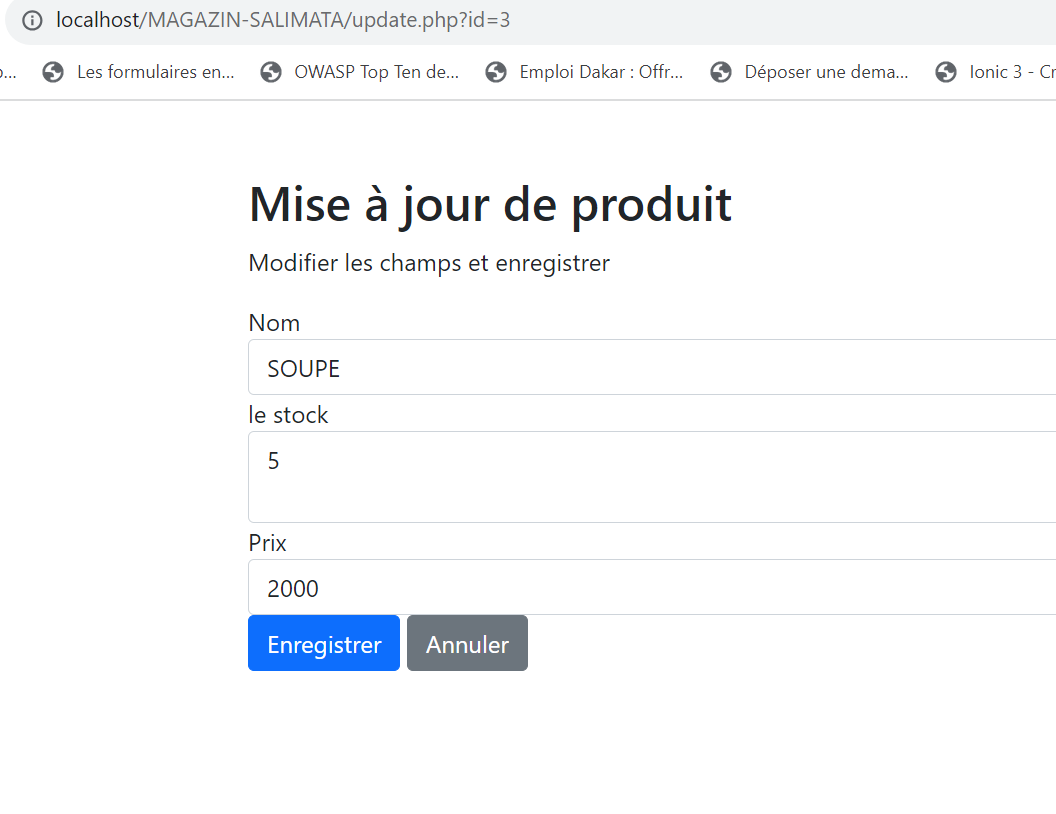 localhost/MAGAZIN-SALIMATA/update.php?id=3
Les formulaires en... OWASP Top Ten de... Emploi Dakar : Offr... Déposer une dema... Ionic 3 - Cr
Mise à jour de produit
Modifier les champs et enregistrer
Nom
SOUPE
le stock
5
Prix
2000
Enregistrer Annuler